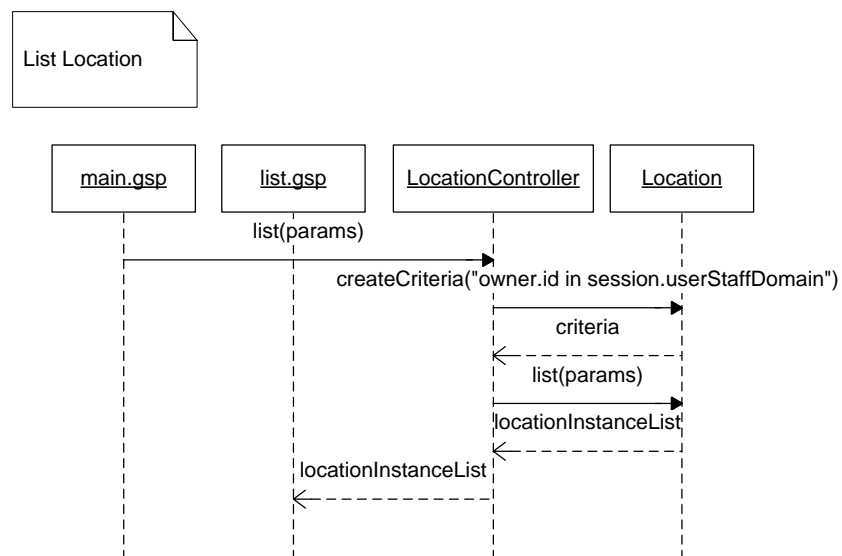 List Location
main.gsp
list.gsp
LocationController
Location
list(params)
createCriteria("owner.id in session.userStaffDomain")
criteria
list(params)
locationInstanceList
locationInstanceList